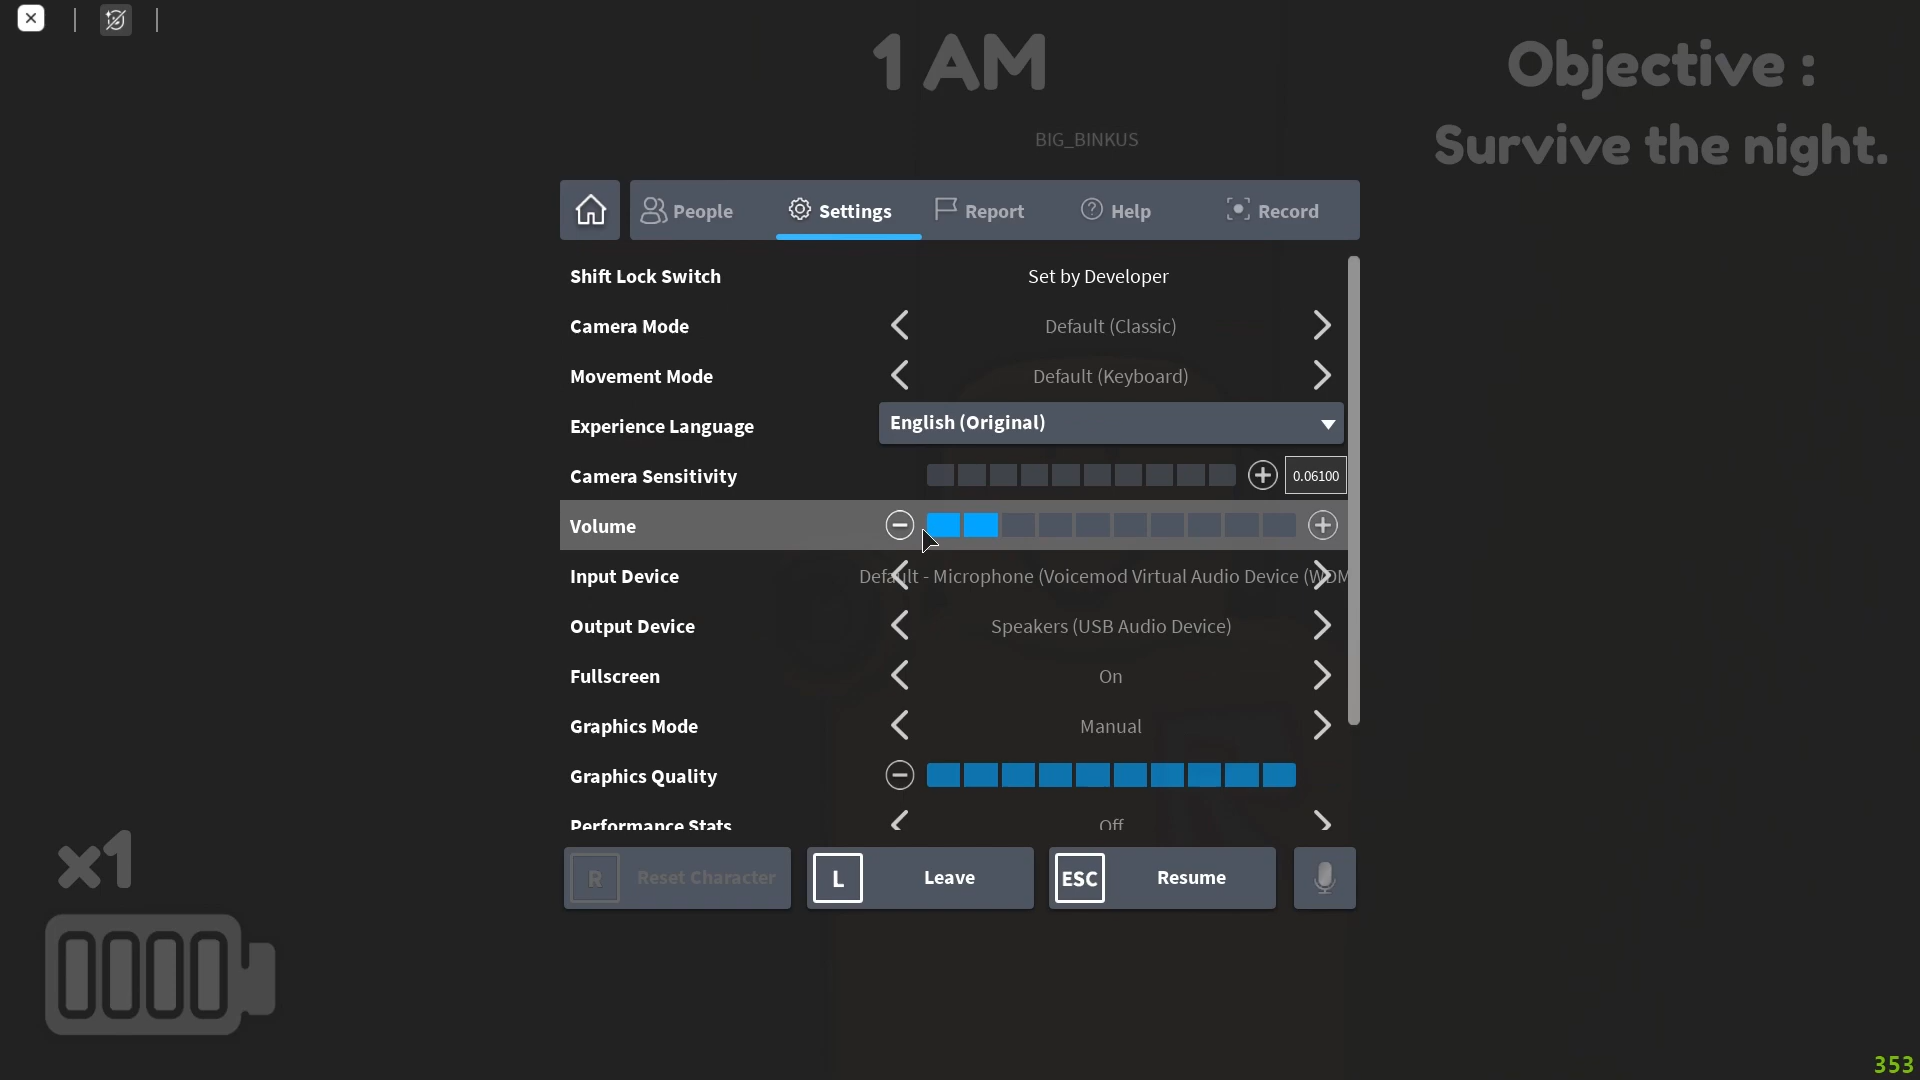 1 AM
Objective :
Survive the night.
BIG_BINKUS
People
Settings
Report
Help
Record
Shift Lock Switch
Set by Developer
Camera Mode
Default (Classic)
Movement Mode
Default (Keyboard)
Experience Language
English (Original)
Camera Sensitivity
0.06100
Volume
Input Device
Default - Microphone (Voicemod Virtual Audio Device (WDM
Output Device
Speakers (USB Audio Device)
Fullscreen
On
Graphics Mode
Manual
Graphics Quality
Performance Stats
Off
R
Reset Character
L
Leave
ESC
Resume
x1
353